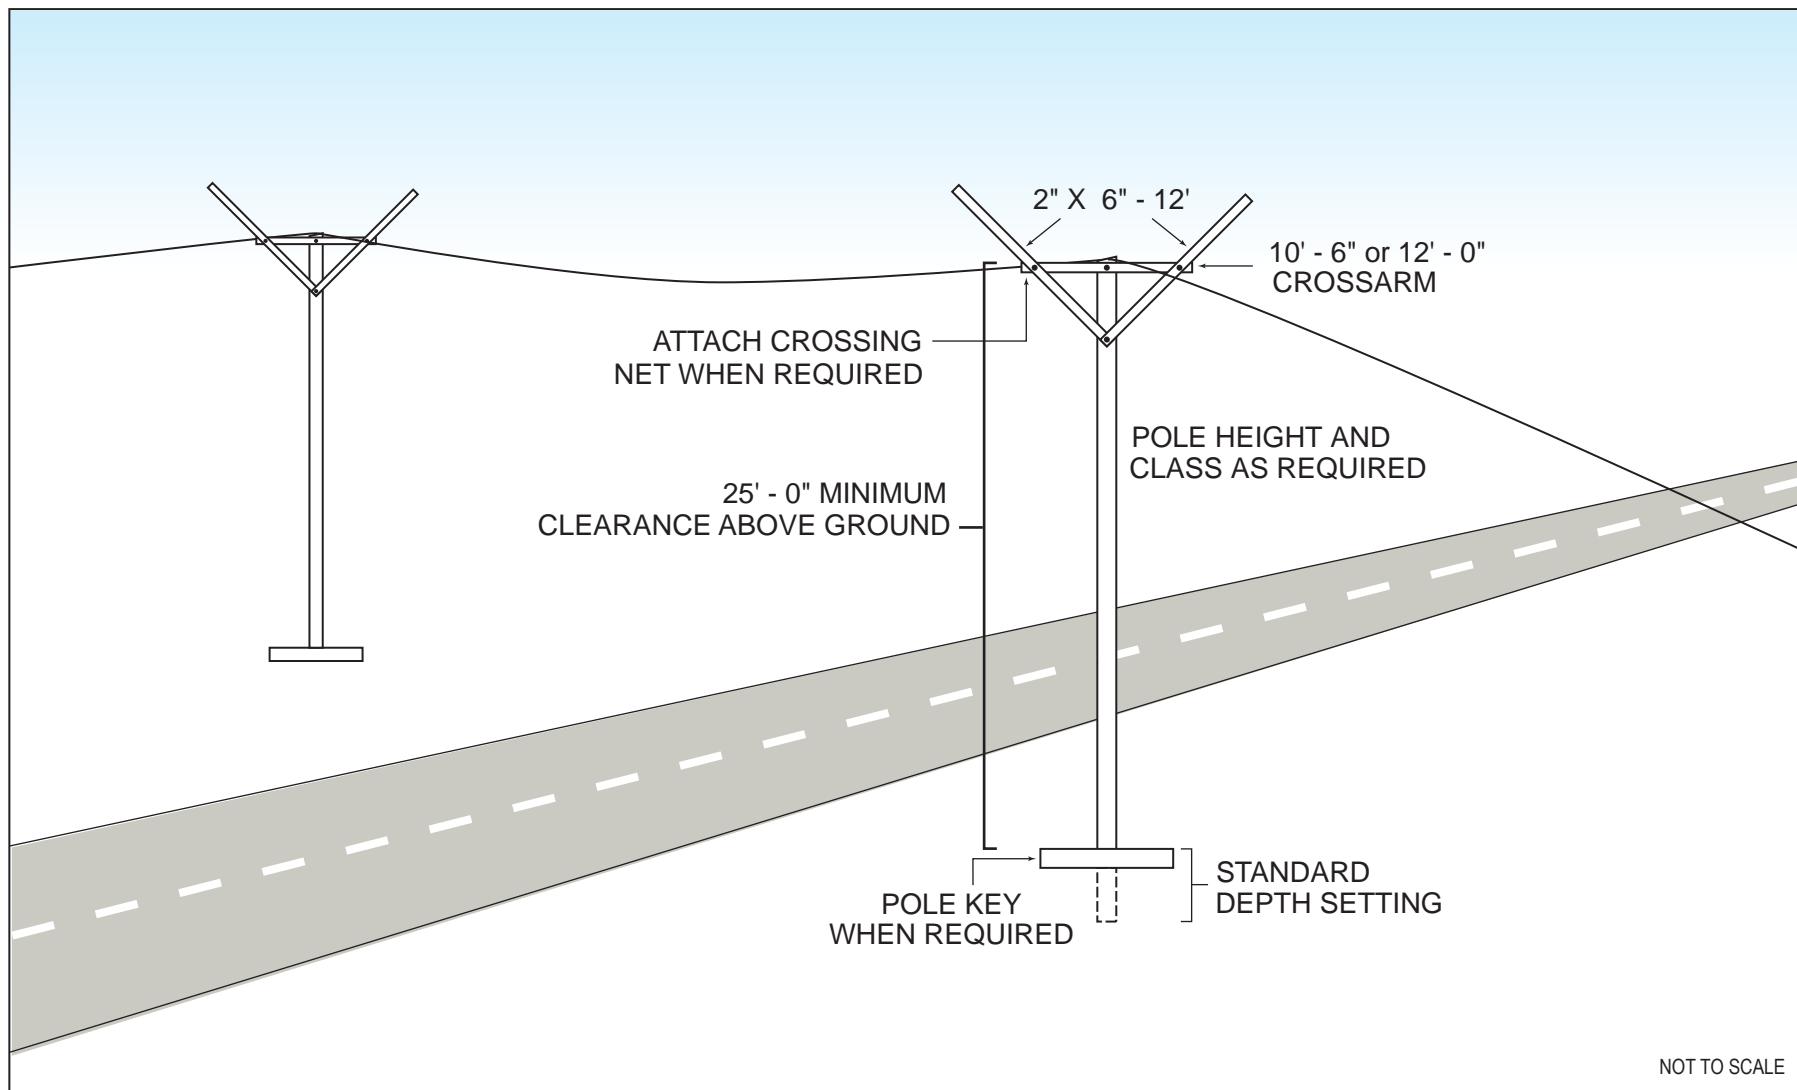 2" X 6" - 12'
10' - 6" or 12' - 0"
CROSSARM
ATTACH CROSSING
NET WHEN REQUIRED
POLE HEIGHT AND
CLASS AS REQUIRED
25' - 0" MINIMUM
CLEARANCE ABOVE GROUND
STANDARD
DEPTH SETTING
POLE KEY
WHEN REQUIRED
NOT TO SCALE